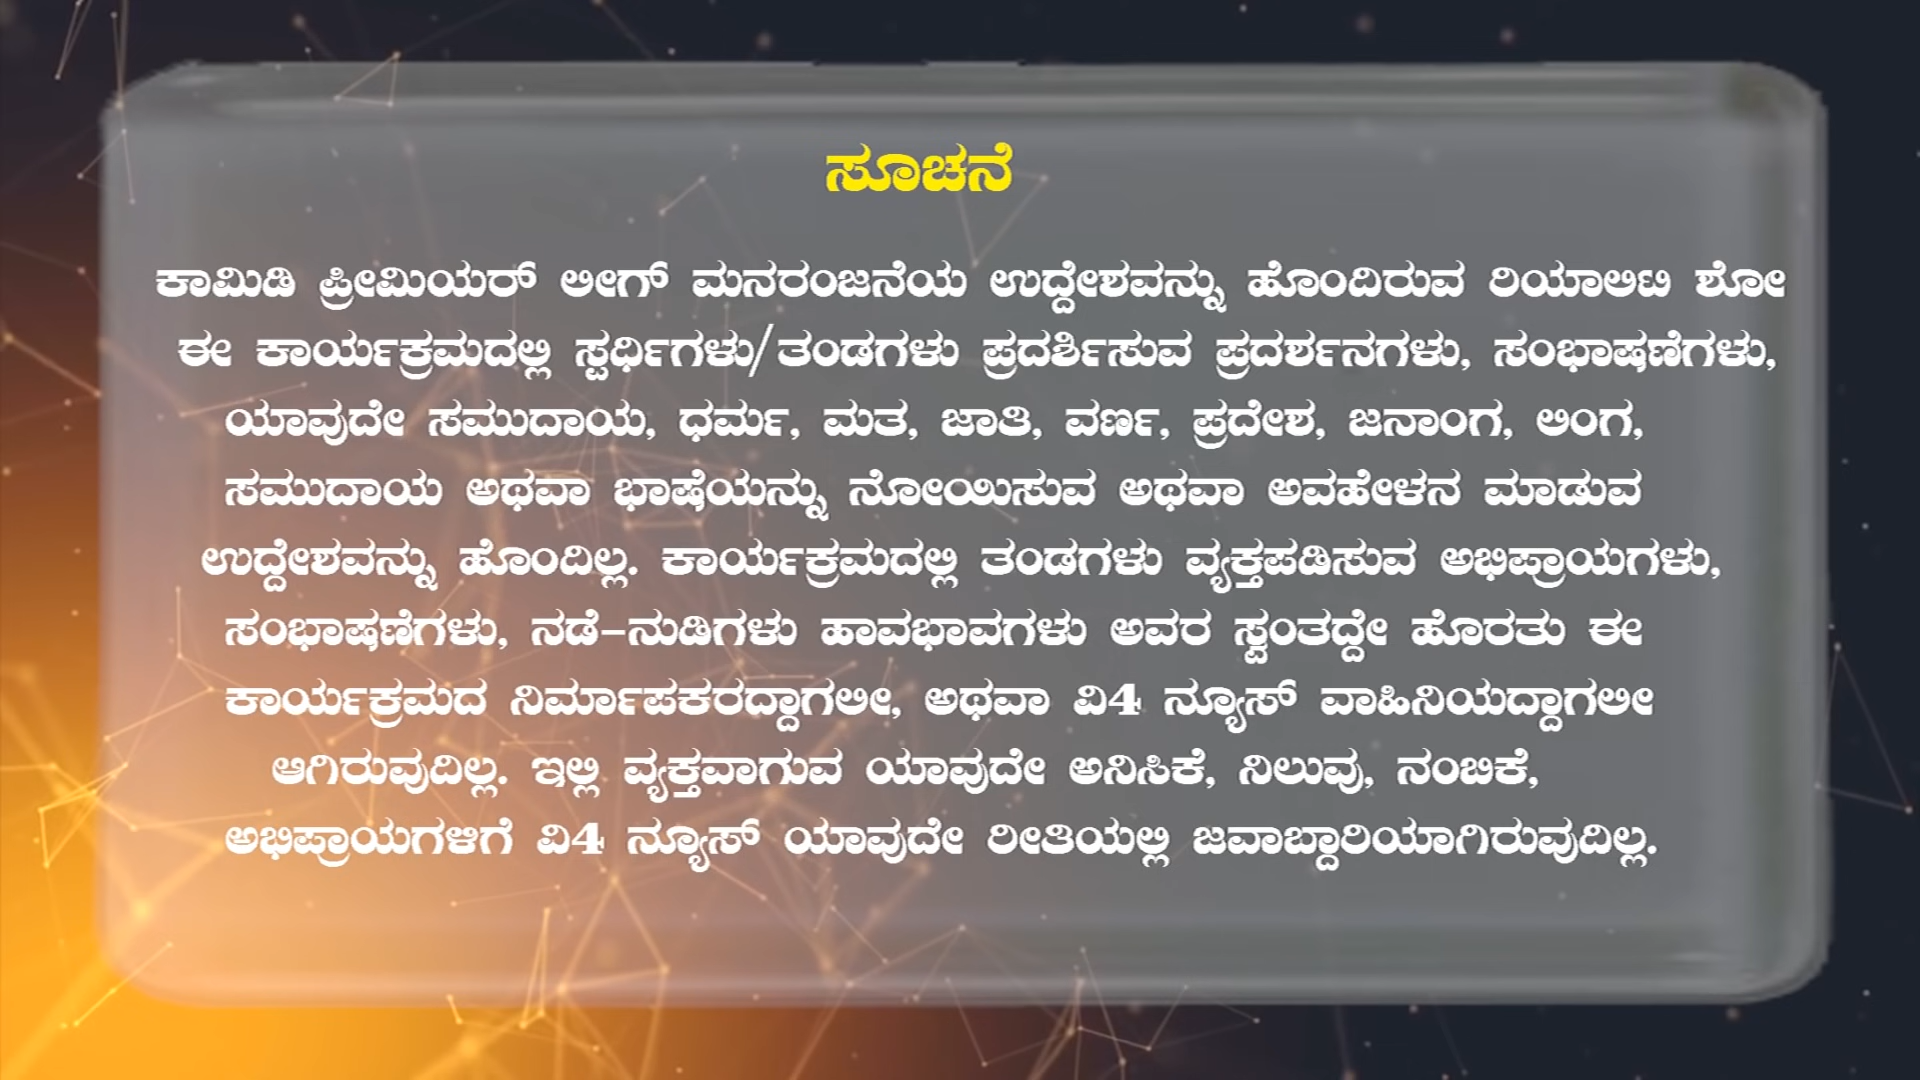 ಸೂಚನೆ
ಕಾಮಿಡಿ ಪ್ರೀಮಿಯರ್ ಲೀಗ್ ಮನರಂಜನೆಯ ಉದ್ದೇಶವನ್ನು ಹೊಂದಿರುವ ರಿಯಾಲಿಟಿ ಶೋ
ಈ ಕಾರ್ಯಕ್ರಮದಲ್ಲಿ ಸ್ಪರ್ಧಿಗಳು/ತಂಡಗಳು ಪ್ರದರ್ಶಿಸುವ ಪ್ರದರ್ಶನಗಳು, ಸಂಭಾಷಣೆಗಳು,
ಯಾವುದೇ ಸಮುದಾಯ, ಧರ್ಮ, ಮತ, ಜಾತಿ, ವರ್ಣ, ಪ್ರದೇಶ, ಜನಾಂಗ, ಲಿಂಗ,
ಸಮುದಾಯ ಅಥವಾ ಭಾಷೆಯನ್ನು ನೋಯಿಸುವ ಅಥವಾ ಅವಹೇಳನ ಮಾಡುವ
ಉದ್ದೇಶವನ್ನು ಹೊಂದಿಲ್ಲ. ಕಾರ್ಯಕ್ರಮದಲ್ಲಿ ತಂಡಗಳು ವ್ಯಕ್ತಪಡಿಸುವ ಅಭಿಪ್ರಾಯಗಳು,
ಸಂಭಾಷಣೆಗಳು, ನಡೆ-ನುಡಿಗಳು ಹಾವಭಾವಗಳು ಅವರ ಸ್ವಂತದ್ದೇ ಹೊರತು ಈ
ಕಾರ್ಯಕ್ರಮದ ನಿರ್ಮಾಪಕರದ್ದಾಗಲೀ, ಅಥವಾ ವಿ4 ನ್ಯೂಸ್ ವಾಹಿನಿಯದ್ದಾಗಲೀ
ಆಗಿರುವುದಿಲ್ಲ. ಇಲ್ಲಿ ವ್ಯಕ್ತವಾಗುವ ಯಾವುದೇ ಅನಿಸಿಕೆ, ನಿಲುವು, ನಂಬಿಕೆ,
ಅಭಿಪ್ರಾಯಗಳಿಗೆ ವಿ4 ನ್ಯೂಸ್ ಯಾವುದೇ ರೀತಿಯಲ್ಲಿ ಜವಾಬ್ದಾರಿಯಾಗಿರುವುದಿಲ್ಲ.